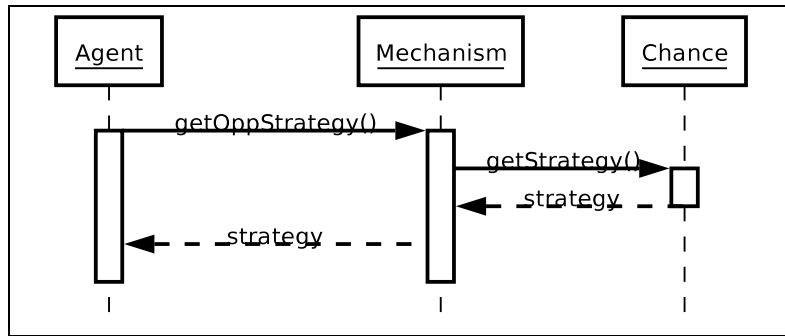 Agent
Mechanism
Chance
getOppStrategy()
getStrategy()
strategy
strategy